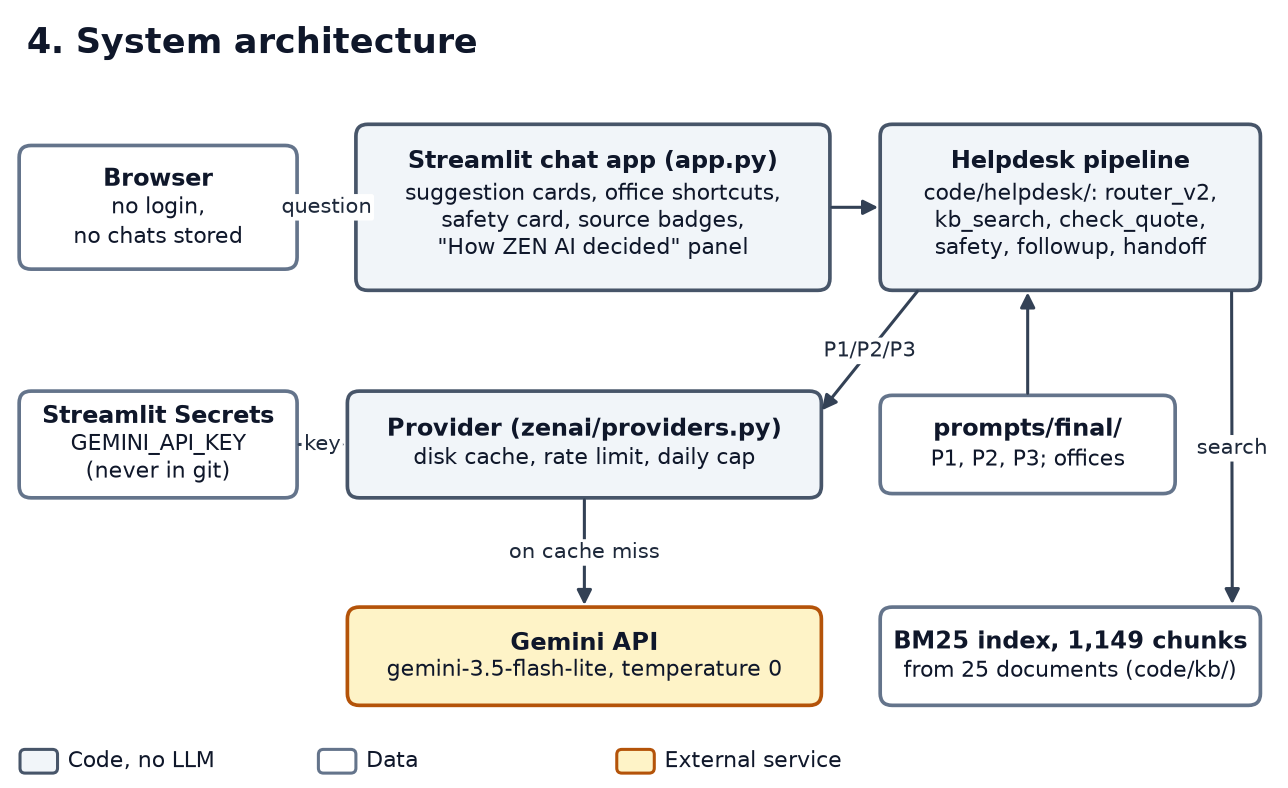 4. System architecture
Browser
no login,
no chats stored
question
Streamlit chat app (app.py)
suggestion cards, office shortcuts,
safety card, source badges,
"How ZEN AI decided" panel
Helpdesk pipeline
code/helpdesk/: router_v2,
kb_search, check_quote,
safety, followup, handoff
P1/P2/P3
Streamlit Secrets
GEMINI_API_KEY
(never in git)
key
Provider (zenai/providers.py)
disk cache, rate limit, daily cap
prompts/final/
P1, P2, P3; offices
search
on cache miss
Gemini API
gemini-3.5-flash-lite, temperature 0
BM25 index, 1,149 chunks
from 25 documents (code/kb/)
Code, no LLM
Data
External service